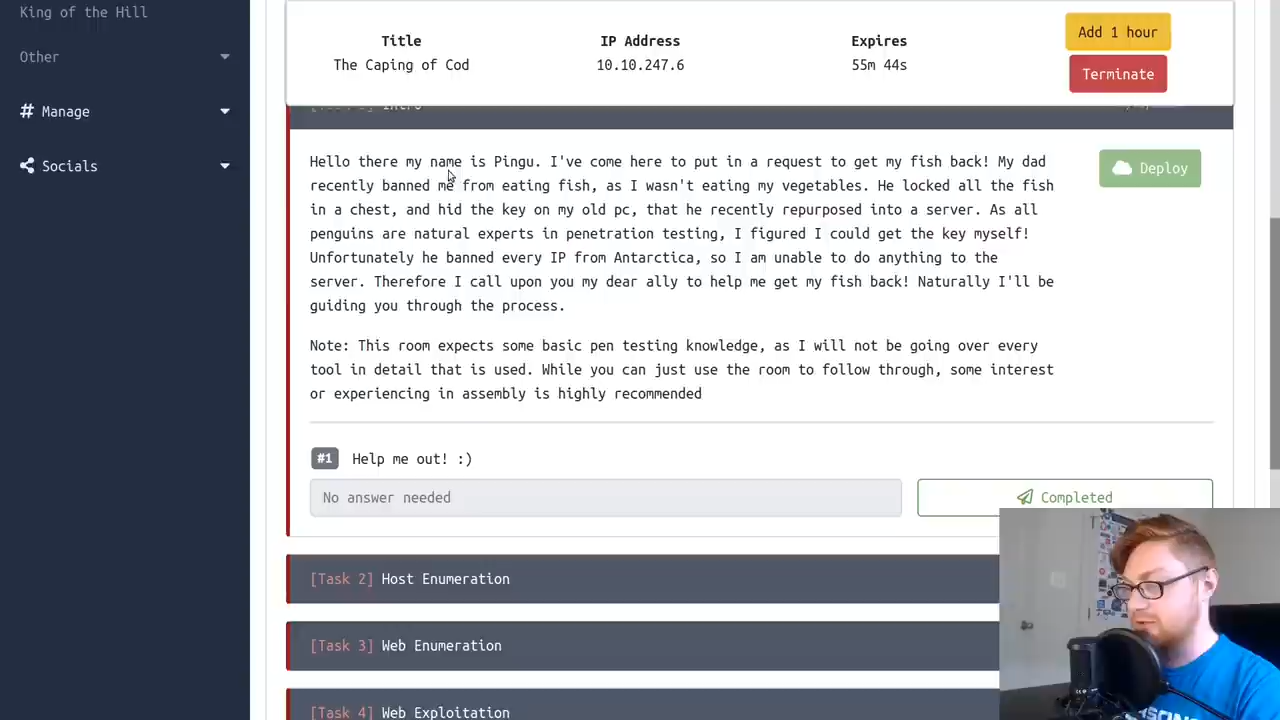 King of the Hill
Other
Manage
Socials
Title
IP Address
Expires
The Caping of Cod
10.10.247.6
55m 44s
Add 1 hour
Terminate
Hello there my name is Pingu. I've come here to put in a request to get my fish back! My dad
recently banned me from eating fish, as I wasn't eating my vegetables. He locked all the fish
in a chest, and hid the key on my old pc, that he recently repurposed into a server. As all
penguins are natural experts in penetration testing, I figured I could get the key myself!
Unfortunately he banned every IP from Antarctica, so I am unable to do anything to the
server. Therefore I call upon you my dear ally to help me get my fish back! Naturally I'll be
guiding you through the process.
Deploy
Note: This room expects some basic pen testing knowledge, as I will not be going over every
tool in detail that is used. While you can just use the room to follow through, some interest
or experiencing in assembly is highly recommended
#1 Help me out! :)
No answer needed
Completed
[Task 2] Host Enumeration
[Task 3] Web Enumeration
[Task 4] Web Exploitation